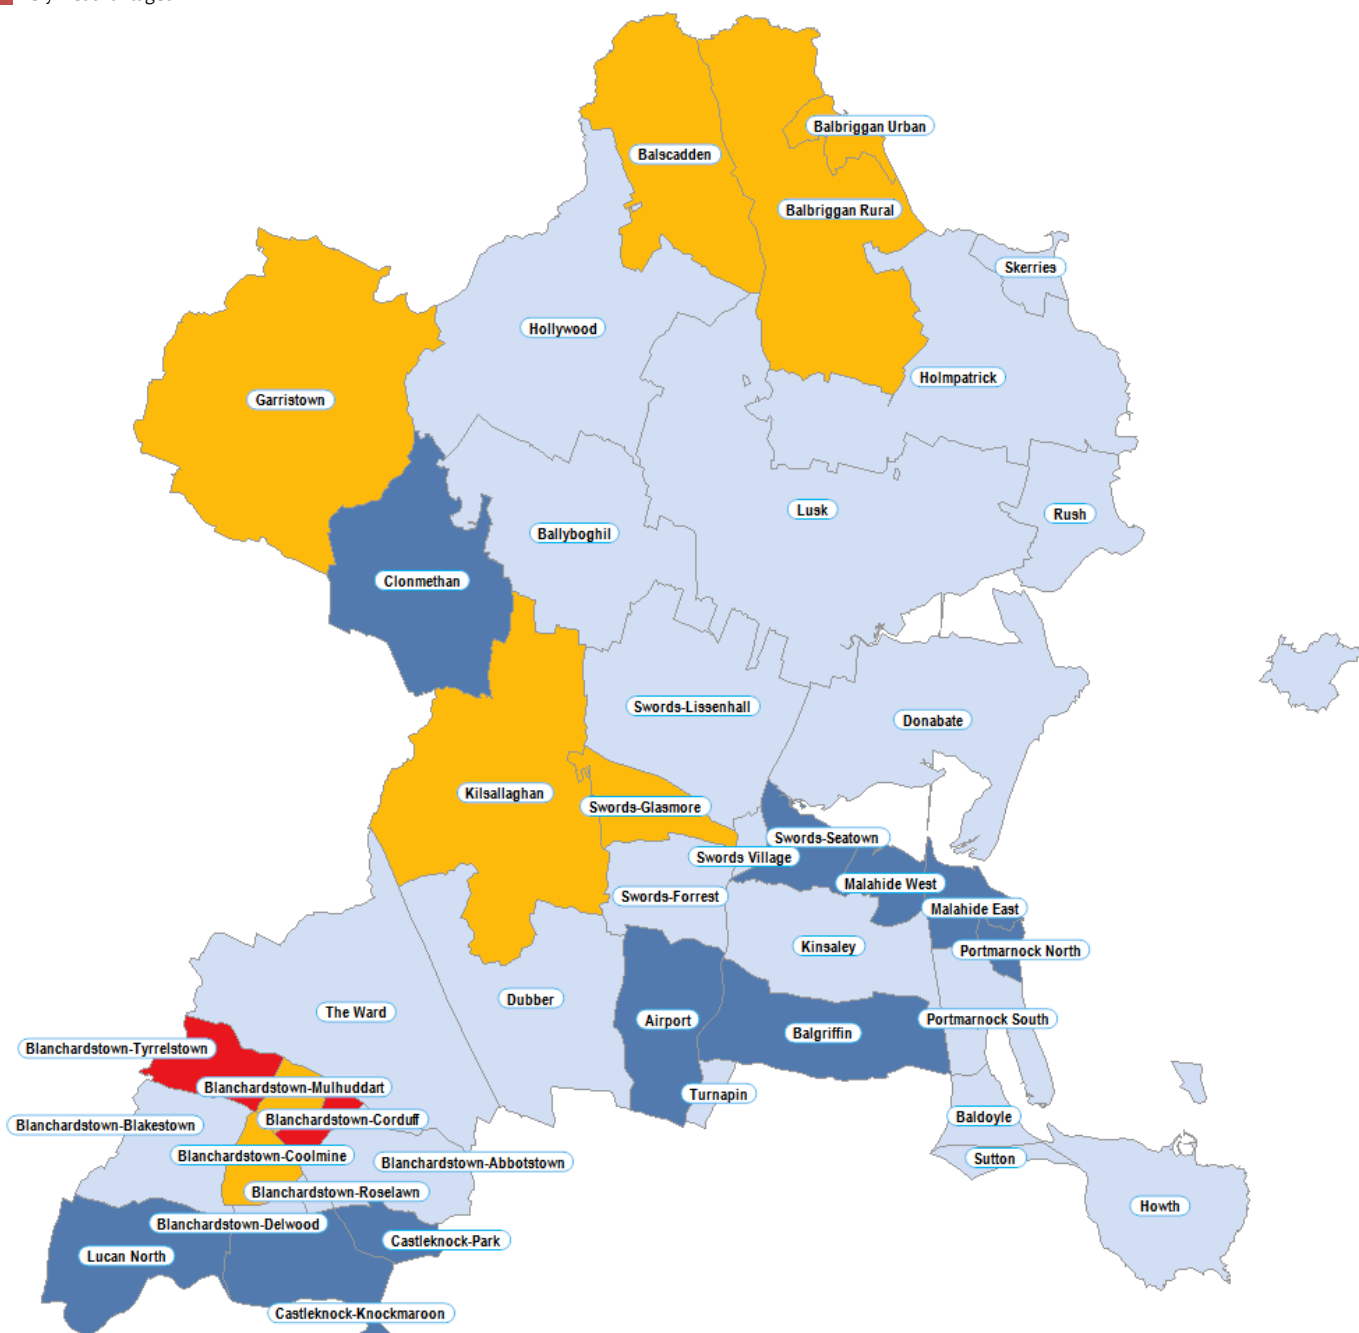 Balbriggan Urban
Balscadden
Balbriggan Rural
Skerries
Hollywood
Holmpatrick
Garristown
Lusk
Rush
Ballyboghil
Clonmethan
Swords-Lissenhall
Donabate
Kilsallaghan
Swords-Glasmore
Swords-Seatown
Swords Village
Malahide West
Swords-Forrest
Malahide East
Kinsaley
Portmarnock North
Dubber
The Ward
Airport
Portmarnock South
Balgriffin
Blanchardstown-Tyrrelstown
Blanchardstown-Mulhuddart
Turnapin
Blanchardstown-Corduff
Baldoyle
Blanchardstown-Blakestown
Blanchardstown-Coolmine
Sutton
Blanchardstown-Abbotstown
Blanchardstown-Roselawn
Howth
Blanchardstown-Delwood
Castleknock-Park
Lucan North
Castleknock-Knockmaroon